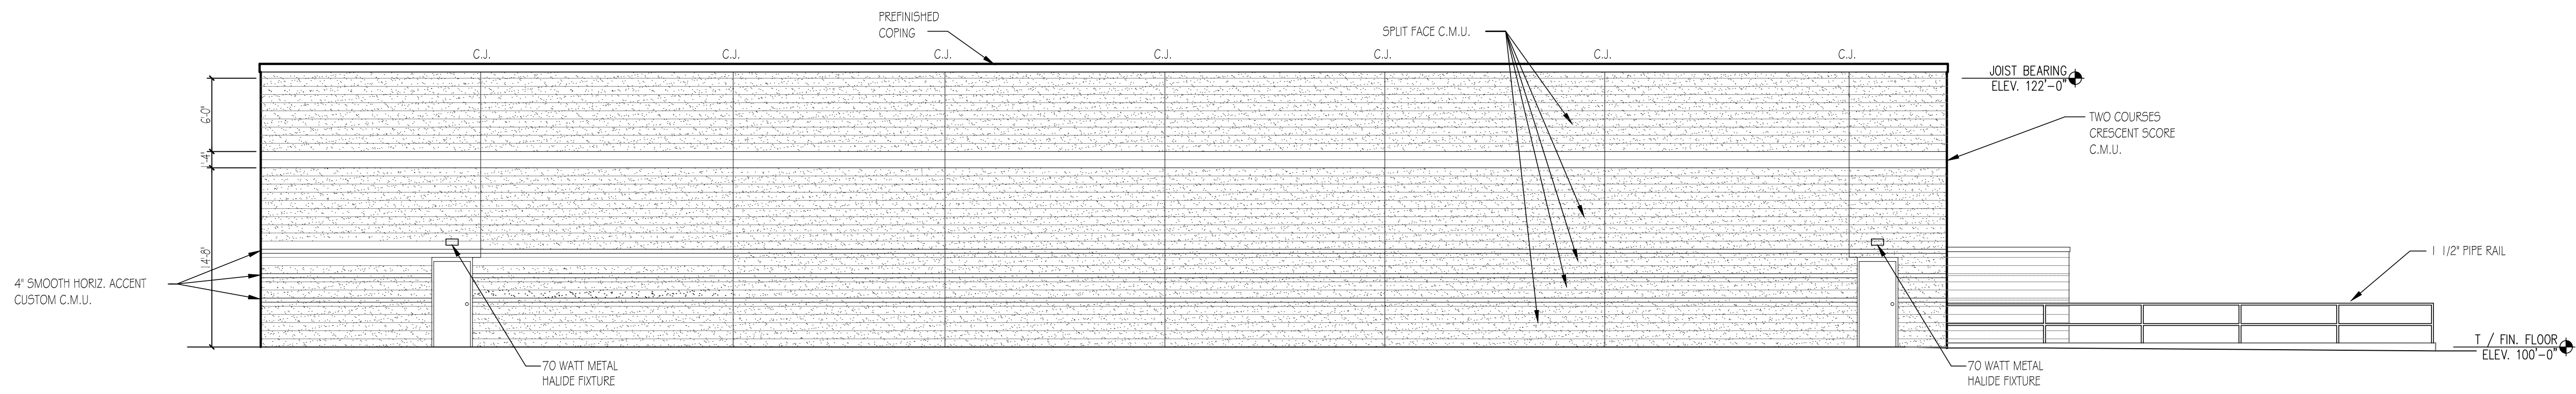 PREFINISHED
COPING
SPLIT FACE C.M.U.
C.J.
C.J.
C.J.
C.J.
C.J.
C.J.
C.J.
JOIST BEARING
ELEV. 122'-0"
6'-0"
1'-4"
TWO COURSES
CRESCENT SCORE
C.M.U.
14'-8"
4" SMOOTH HORIZ. ACCENT
CUSTOM C.M.U.
1 1/2" PIPE RAIL
T / FIN. FLOOR
ELEV. 100'-0"
70 WATT METAL
HALIDE FIXTURE
70 WATT METAL
HALIDE FIXTURE